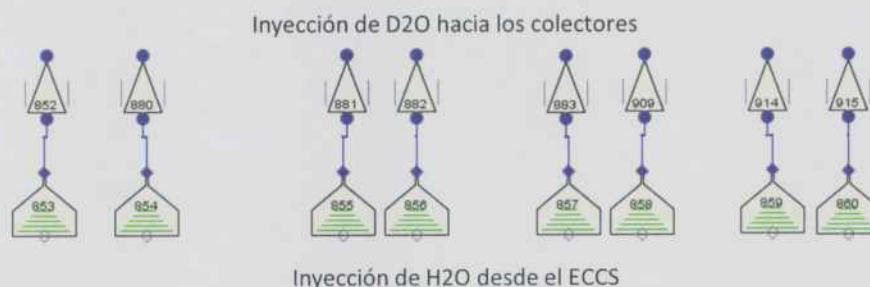 Inyección de D2O hacia los colectores
852 880 881 882 883 909 914 915
853 854 855 856 857 858 859 860
Inyección de H2O desde el ECCS